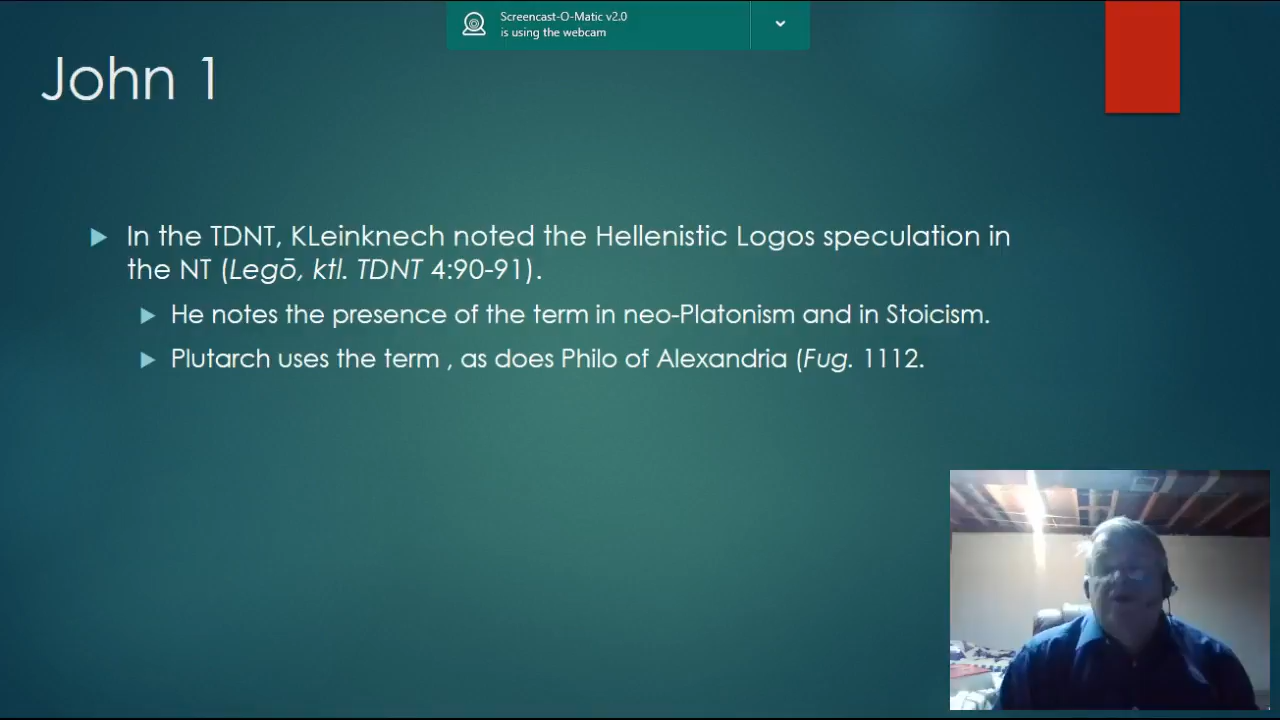 Screencast-O-Matic v2.0
is using the webcam
John 1
In the TDNT, KLeinknech noted the Hellenistic Logos speculation in
the NT (Legō, ktl. TDNT 4:90-91).
He notes the presence of the term in neo-Platonism and in Stoicism.
Plutarch uses the term , as does Philo of Alexandria (Fug. 1112.